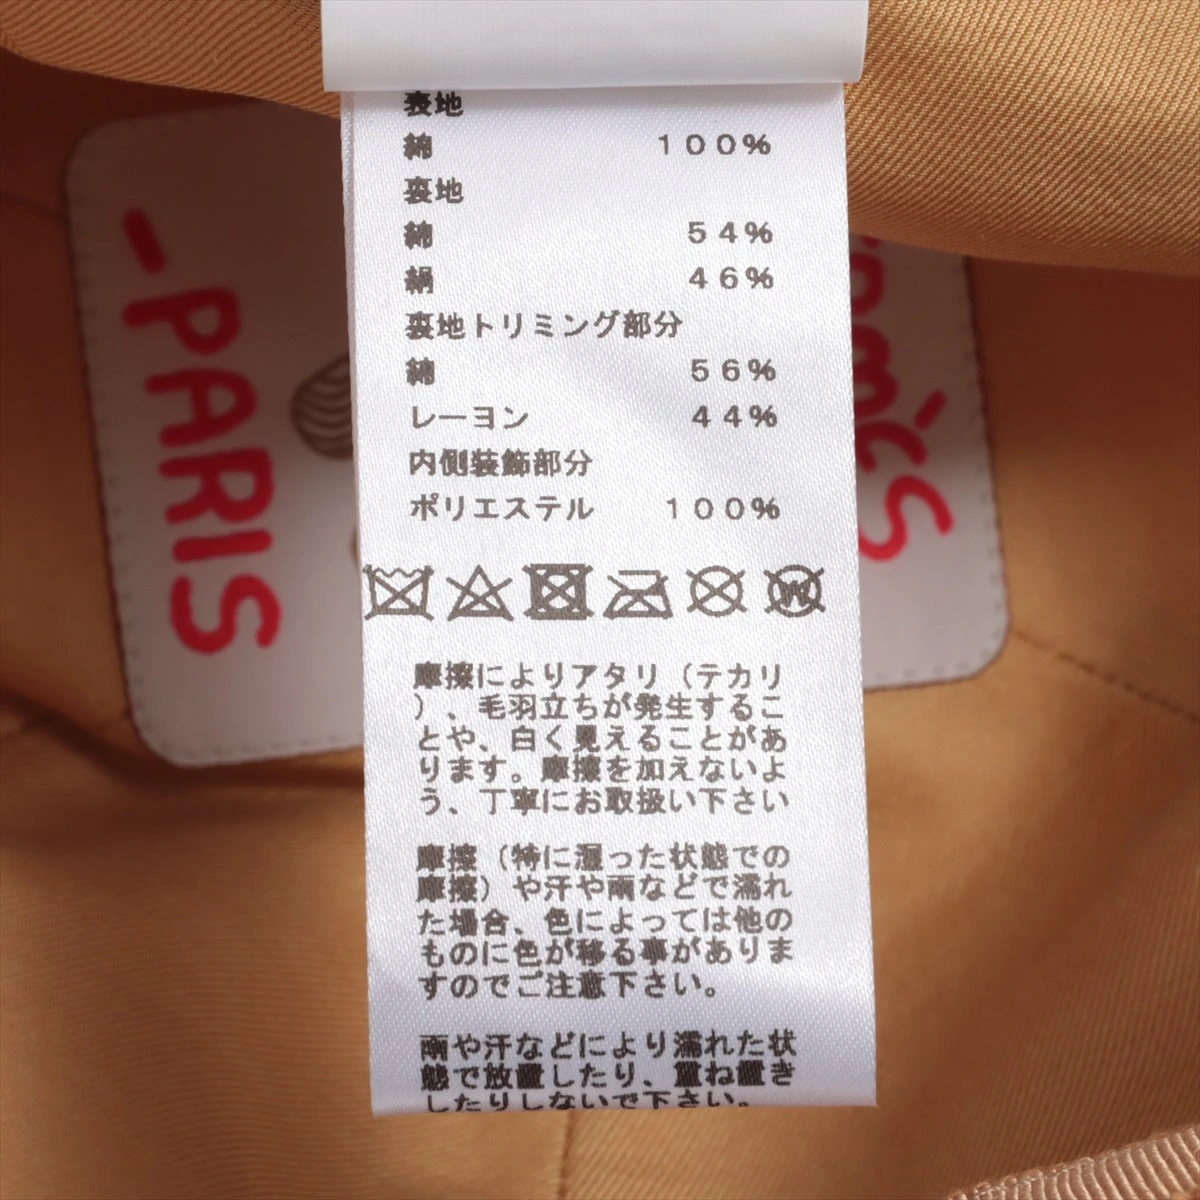 表地
綿 100%
裏地
綿 54%
絹 46%
裏地トリミング部分
綿 56%
レーヨン 44%
内側装飾部分
ポリエステル 100%
W
摩擦によりアタリ(テカリ
)、毛羽立ちが発生するこ
とや、白く見えることがあ
ります。摩擦を加えないよ
う、丁寧にお取扱い下さい
摩擦(特に湿った状態での
摩擦)や汗や雨などで濡れ
た場合、色によっては他の
ものに色が移る事がありま
すのでご注意下さい。
雨や汗などにより濡れた状
態で放置したり、重ね置き
したりしないで下さい。
-PARIS-